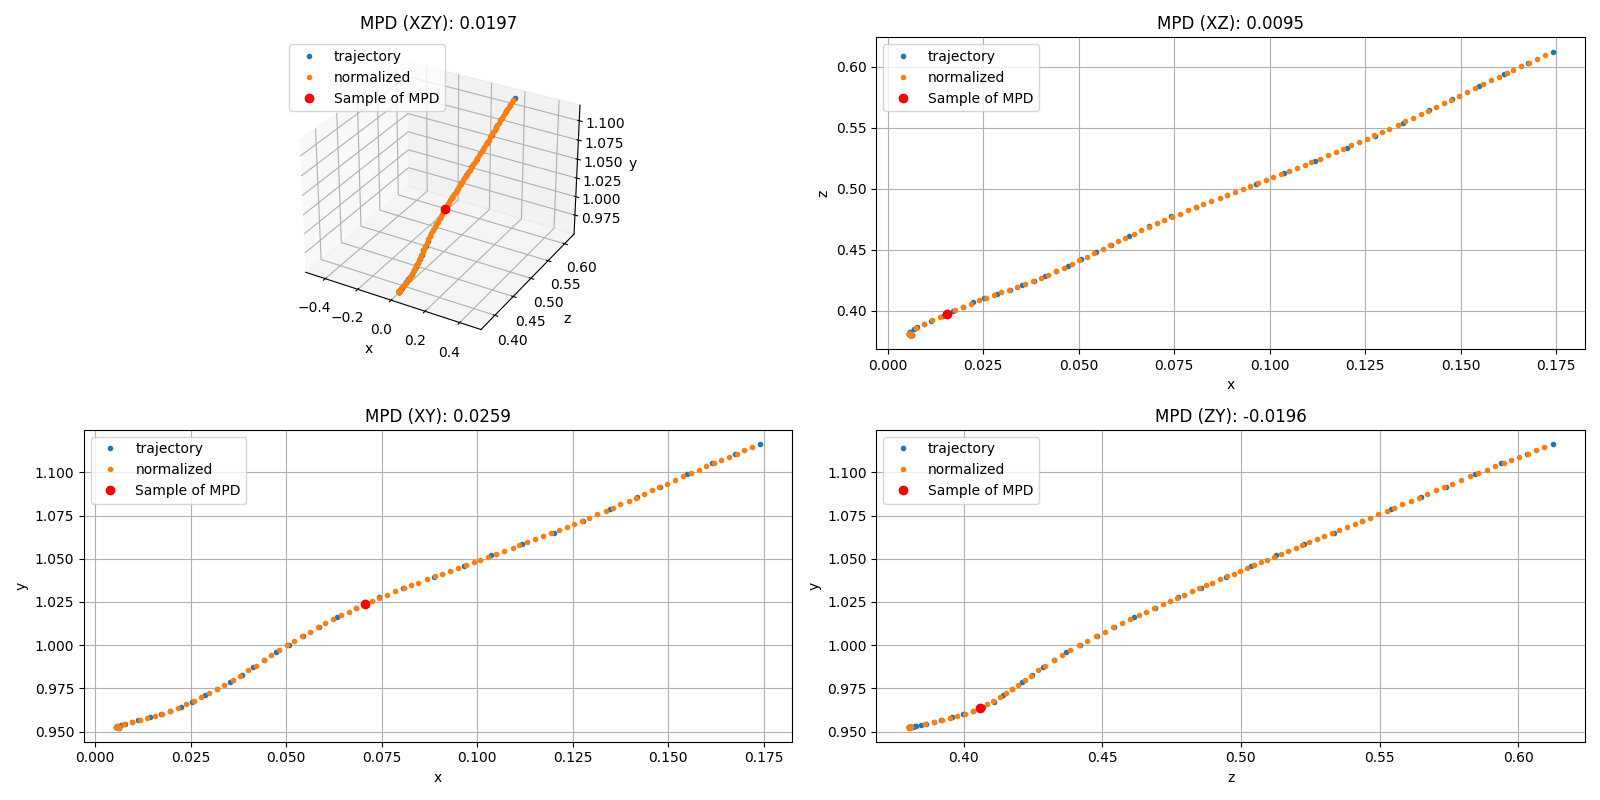 MPD (XZY): 0.0197
trajectory
normalized
Sample of MPD
1.100
1.075
1.050
1.025
1.000
0.975
y
0.60
0.55
0.50
0.45
0.40
z
−0.4
−0.2
0.0
0.2
0.4
x
MPD (XZ): 0.0095
trajectory
normalized
Sample of MPD
0.60
0.55
0.50
0.45
0.40
z
0.000 0.025 0.050 0.075 0.100 0.125 0.150 0.175
x
MPD (XY): 0.0259
trajectory
normalized
Sample of MPD
1.100
1.075
1.050
1.025
1.000
0.975
0.950
y
0.000 0.025 0.050 0.075 0.100 0.125 0.150 0.175
x
MPD (ZY): -0.0196
trajectory
normalized
Sample of MPD
1.100
1.075
1.050
1.025
1.000
0.975
0.950
y
0.40 0.45 0.50 0.55 0.60
z